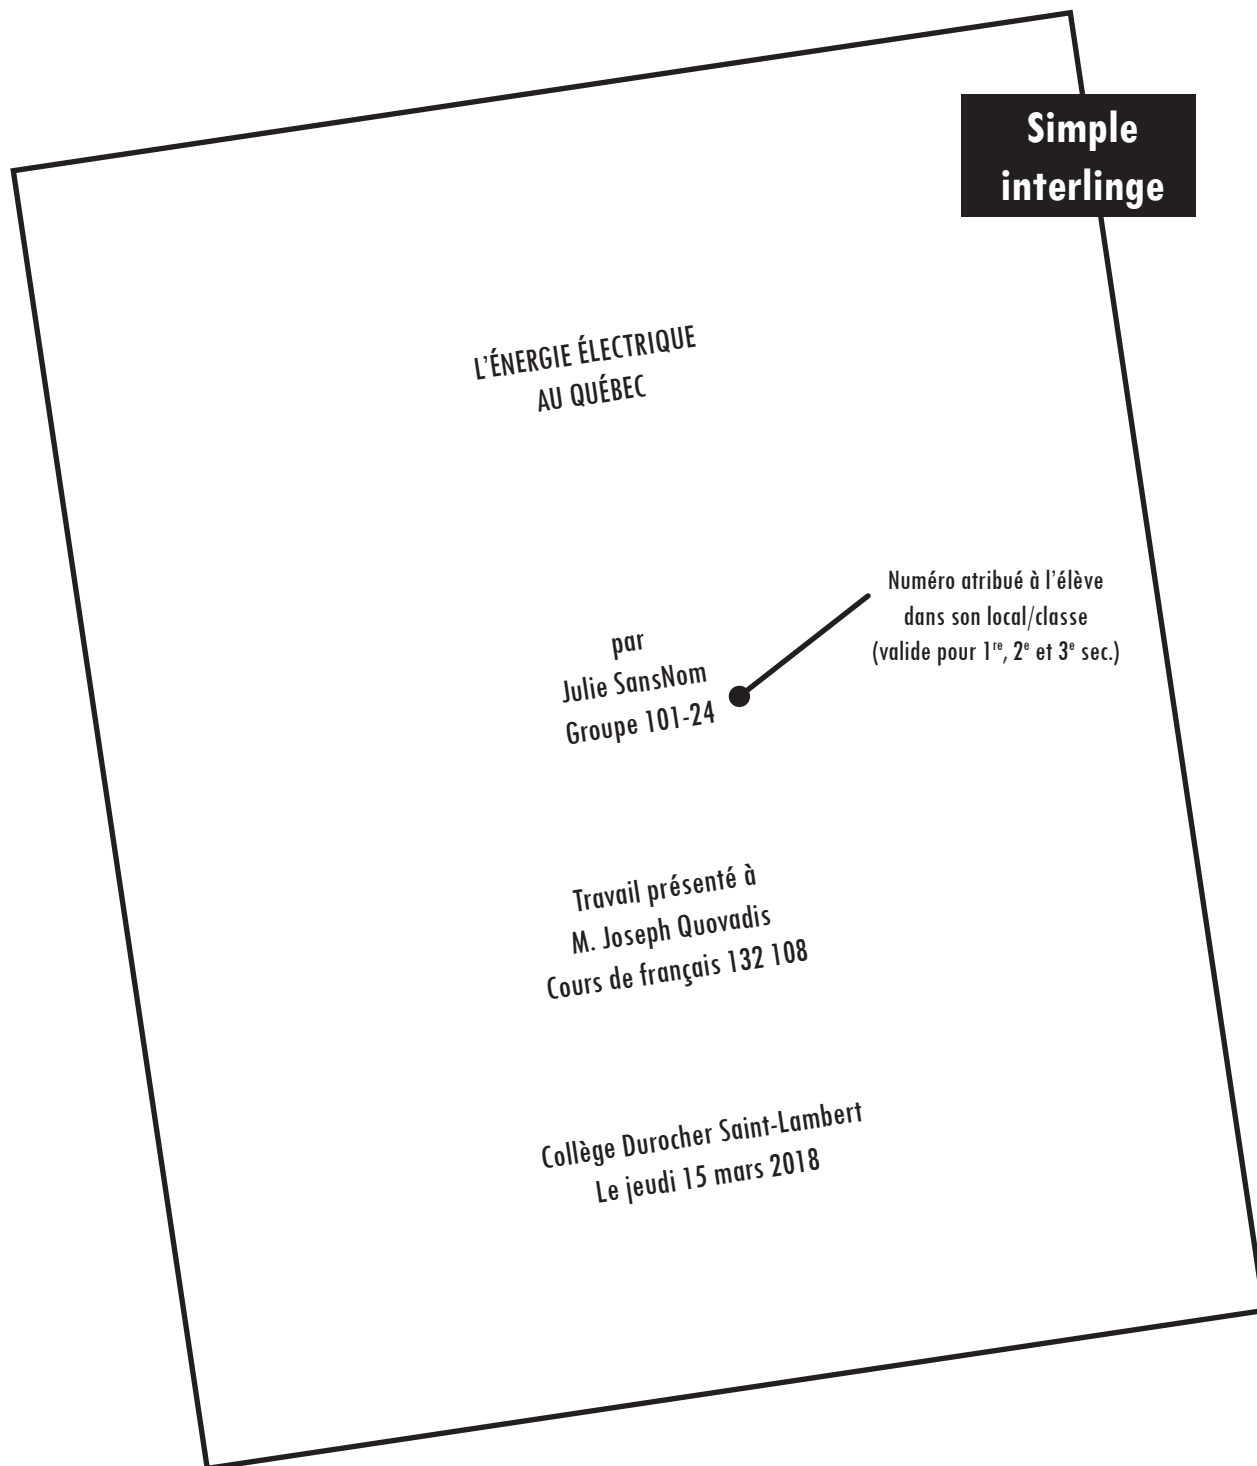 Simple
interlinge
L'ÉNERGIE ÉLECTRIQUE
AU QUÉBEC
par
Julie SansNom
Groupe 101-24
Numéro atribué à l'élève
dans son local/classe
(valide pour 1re, 2e et 3e sec.)
Travail présenté à
M. Joseph Quovadis
Cours de français 132 108
Collège Durocher Saint-Lambert
Le jeudi 15 mars 2018